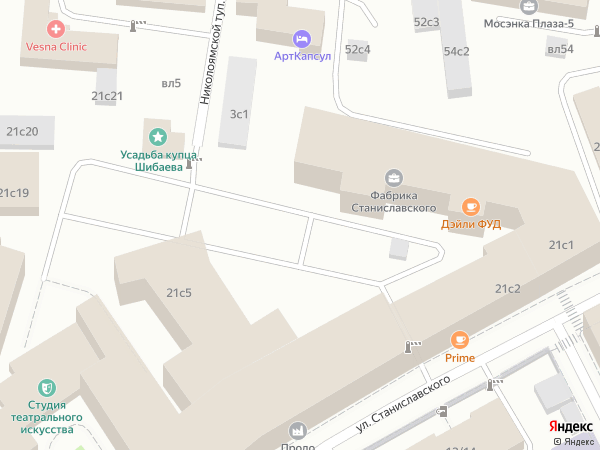 Мосэнка Плаза-5
Vesna Clinic
52с3
52с4
54с2
вл54
АртКапсул
Николоямский туп.
вл5
21с21
3с1
21с20
Усадьба купца
Шибаева
21с19
Фабрика
Станиславского
Дэйли ФУД
21с1
21с2
21с5
Prime
ул. Станиславского
Студия
театрального
искусства
Яндекс
© Яндекс